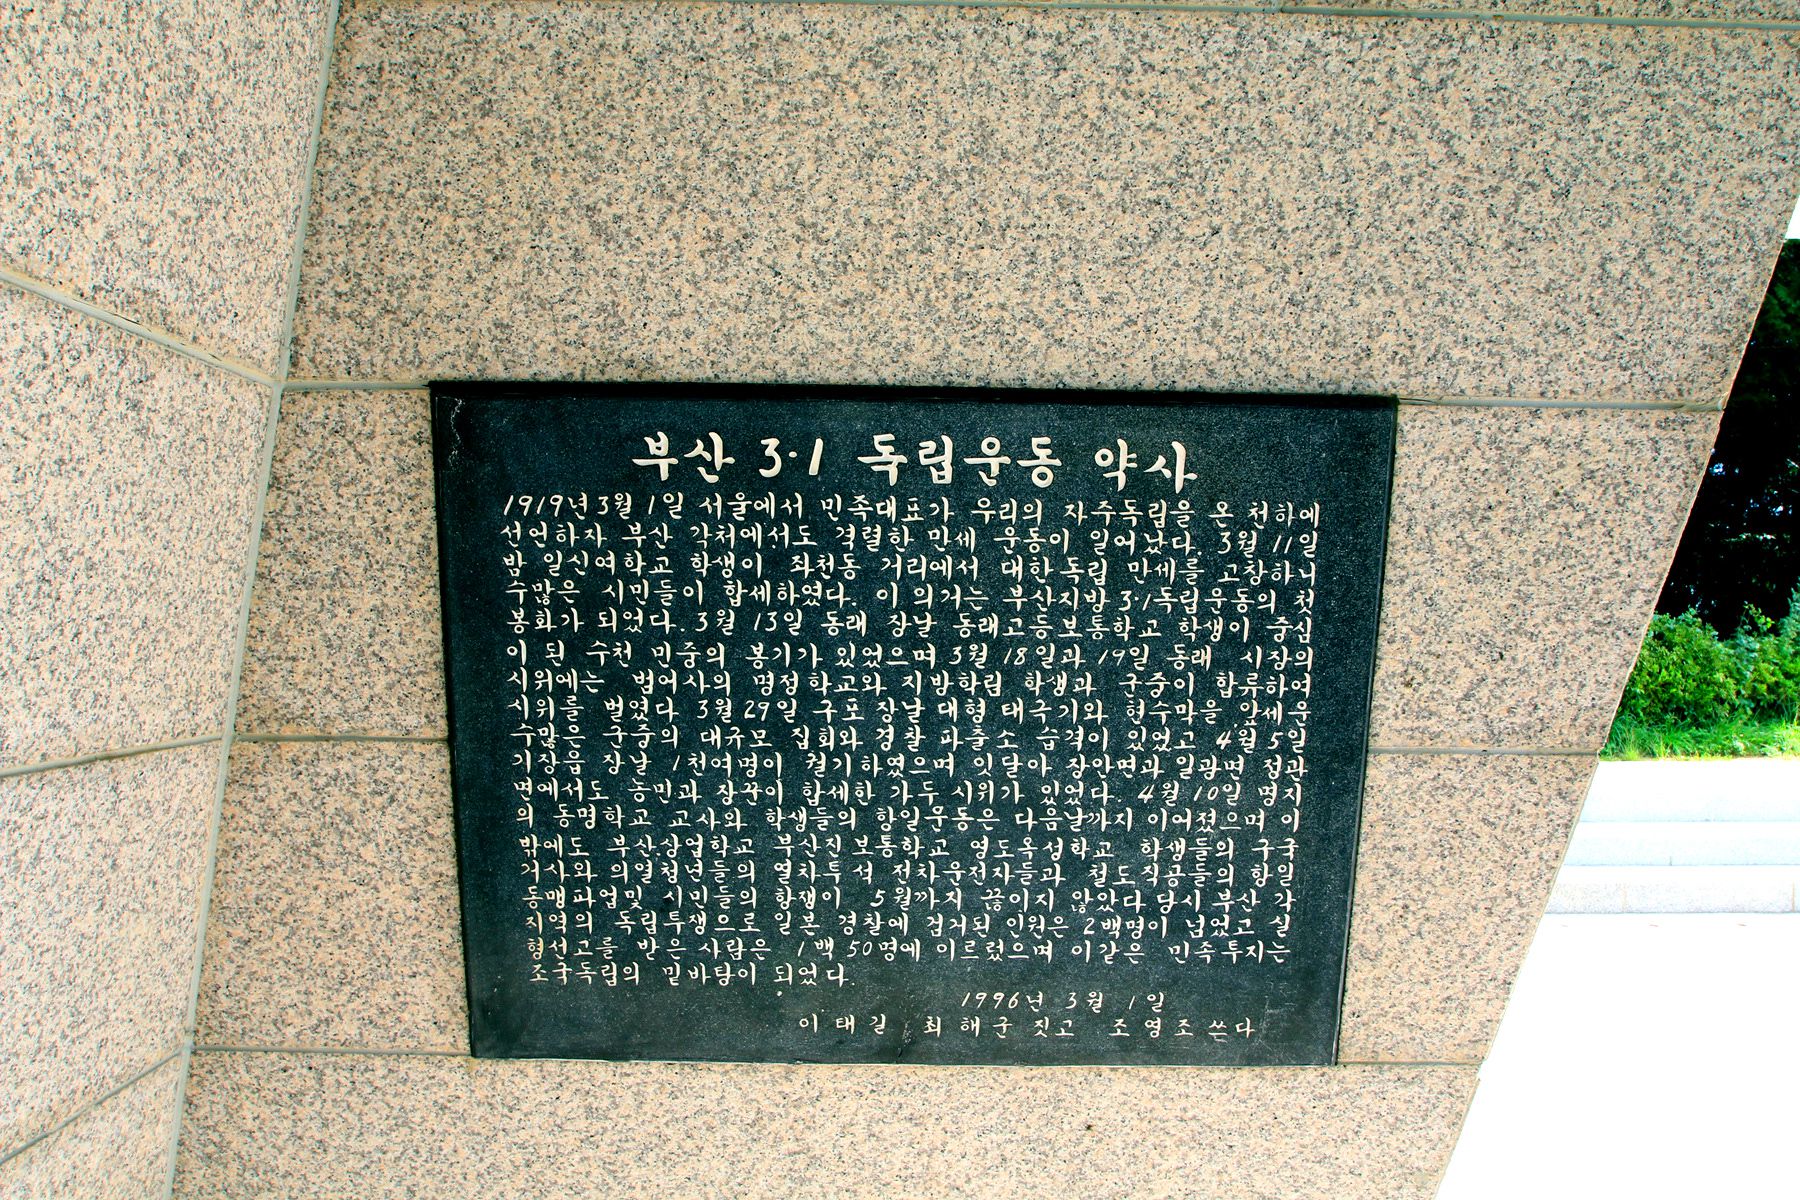 부산 3·1 독립운동 약사
1919년 3월 1일 서울에서 민족대표가 우리의 자주독립을 온 천하에
선언하자 부산 각처에서도 격렬한 만세 운동이 일어났다. 3월 11일
밤 일신여학교 학생이 좌천동 거리에서 대한독립 만세를 고창하니
수많은 시민들이 합세하였다. 이 의거는 부산지방 3·1독립운동의 첫
봉화가 되었다. 3월 13일 동래 장날 동래고등보통학교 학생이 중심
이 된 수천 민중의 봉기가 있었으며 3월 18일과 19일 동래 시장의
시위에는 범어사의 명정학교와 지방학림 학생과 군중이 합류하여
시위를 벌였다 3월 29일 구포 장날 대형 태극기와 현수막을 앞세운
수많은 군중의 대규모 집회와 경찰 파출소 습격이 있었고 4월 5일
기장읍 장날 1천여명이 궐기하였으며 잇달아 장안면과 일광면 정관
면에서도 농민과 장꾼이 합세한 가두 시위가 있었다. 4월 10일 명지
의 동명학교 교사와 학생들의 항일운동은 다음날까지 이어졌으며 이
밖에도 부산상업학교 부산진보통학교 영도옥성학교 학생들의 구국
거사와 의열청년들의 열차투석 전차운전자들과 철도직공들의 항일
동맹파업및 시민들의 항쟁이 5월까지 끊이지 않았다 당시 부산 각
지역의 독립투쟁으로 일본 경찰에 검거된 인원은 2백명이 넘었고 실
형선고를 받은 사람은 1백 50명에 이르렀으며 이같은 민족투지는
조국독립의 밑바탕이 되었다.
1996년 3월 1일
이태길 최해군 짓고 조영조 쓰다